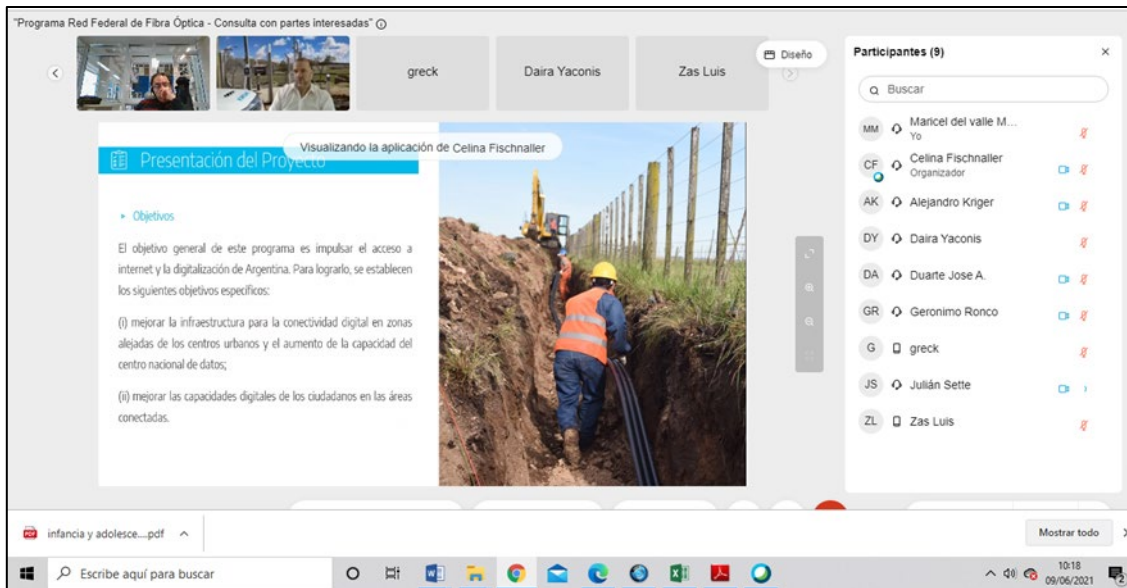 "Programa Red Federal de Fibra Óptica - Consulta con partes interesadas"
greck
Daira Yaconis
Zas Luis
Diseño
Visualizando la aplicación de Celina Fischnaller
Presentación del Proyecto
Objetivos
El objetivo general de este programa es impulsar el acceso a
internet y la digitalización de Argentina. Para lograrlo, se establecen
los siguientes objetivos específicos:
(i) mejorar la infraestructura para la conectividad digital en zonas
alejadas de los centros urbanos y el aumento de la capacidad del
centro nacional de datos;
(ii) mejorar las capacidades digitales de los ciudadanos en las áreas
conectadas.
Participantes (9)
Buscar
MM Maricel del valle M...
Yo
CF Celina Fischnaller
Organizador
AK Alejandro Kriger
DY Daira Yaconis
DA Duarte Jose A.
GR Geronimo Ronco
G greck
JS Julián Sette
ZL Zas Luis
PDF infancia y adolesce....pdf
Mostrar todo
Escribe aquí para buscar
10:18
09/06/2021
2